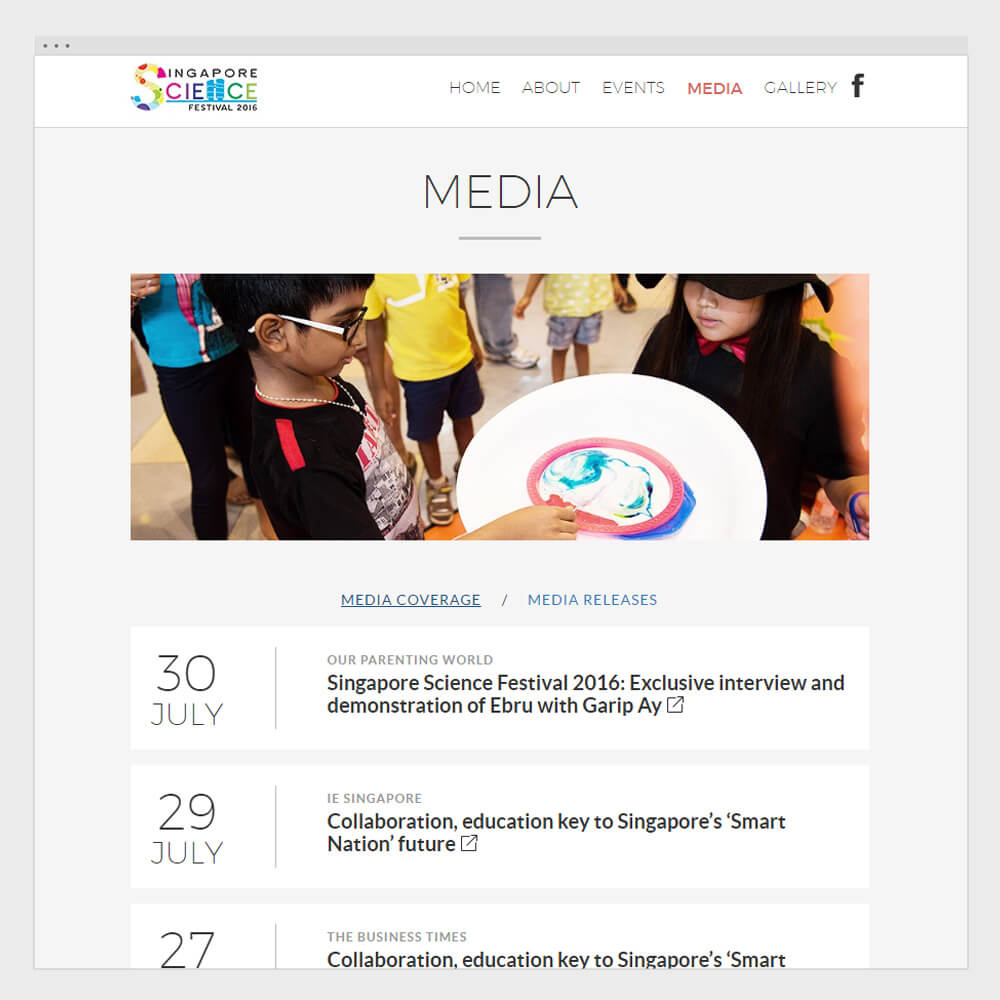 SINGAPORE
SCIENCE
FESTIVAL 2016
HOME ABOUT EVENTS MEDIA GALLERY f
MEDIA
MEDIA COVERAGE / MEDIA RELEASES
30
JULY
OUR PARENTING WORLD
Singapore Science Festival 2016: Exclusive interview and
demonstration of Ebru with Garip Ay
29
JULY
IE SINGAPORE
Collaboration, education key to Singapore’s ‘Smart
Nation’ future
27
THE BUSINESS TIMES
Collaboration, education key to Singapore’s ‘Smart